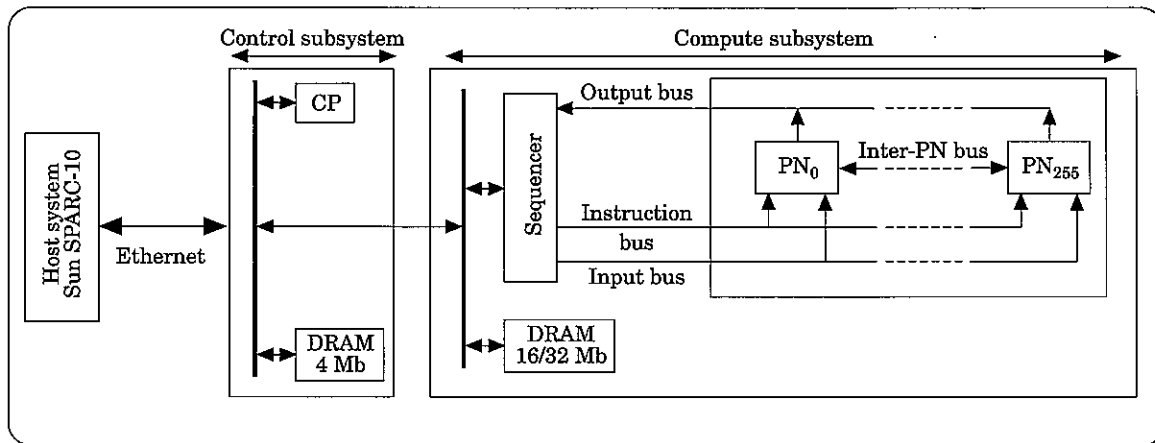 Control subsystem
Compute subsystem
Host system
Sun SPARC-10
Ethernet
CP
DRAM
4 Mb
Sequencer
DRAM
16/32 Mb
Output bus
Instruction
bus
Input bus
PN₀
Inter-PN bus
PN₂₅₅